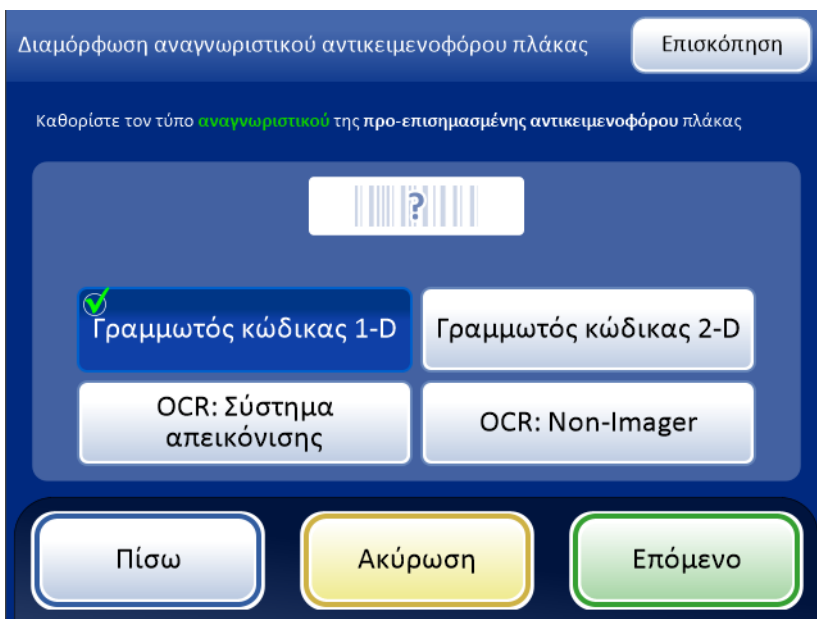 Διαμόρφωση αναγνωριστικού αντικειμενοφόρου πλάκας
Επισκόπηση
Καθορίστε τον τύπο αναγνωριστικού της προ-επισημασμένης αντικειμενοφόρου πλάκας
?
Γραμμωτός κώδικας 1-D
Γραμμωτός κώδικας 2-D
OCR: Σύστημα
απεικόνισης
OCR: Non-Imager
Πίσω
Ακύρωση
Επόμενο